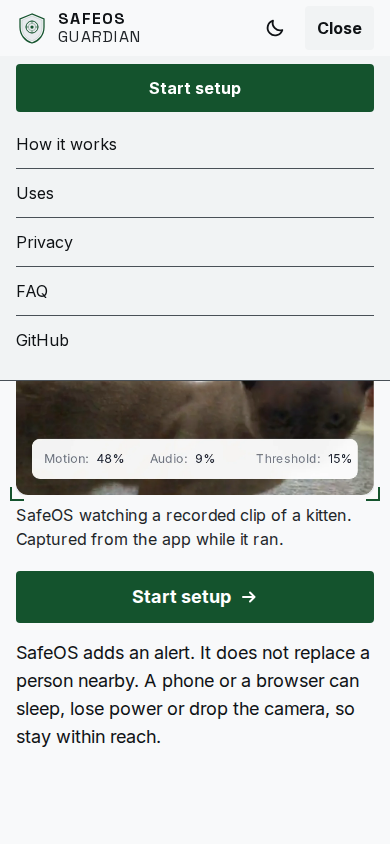 SAFEOS
GUARDIAN
Close
Start setup
How it works
Uses
Privacy
FAQ
GitHub
Motion: 48% Audio: 9% Threshold: 15%
SafeOS watching a recorded clip of a kitten.
Captured from the app while it ran.
Start setup →
SafeOS adds an alert. It does not replace a
person nearby. A phone or a browser can
sleep, lose power or drop the camera, so
stay within reach.